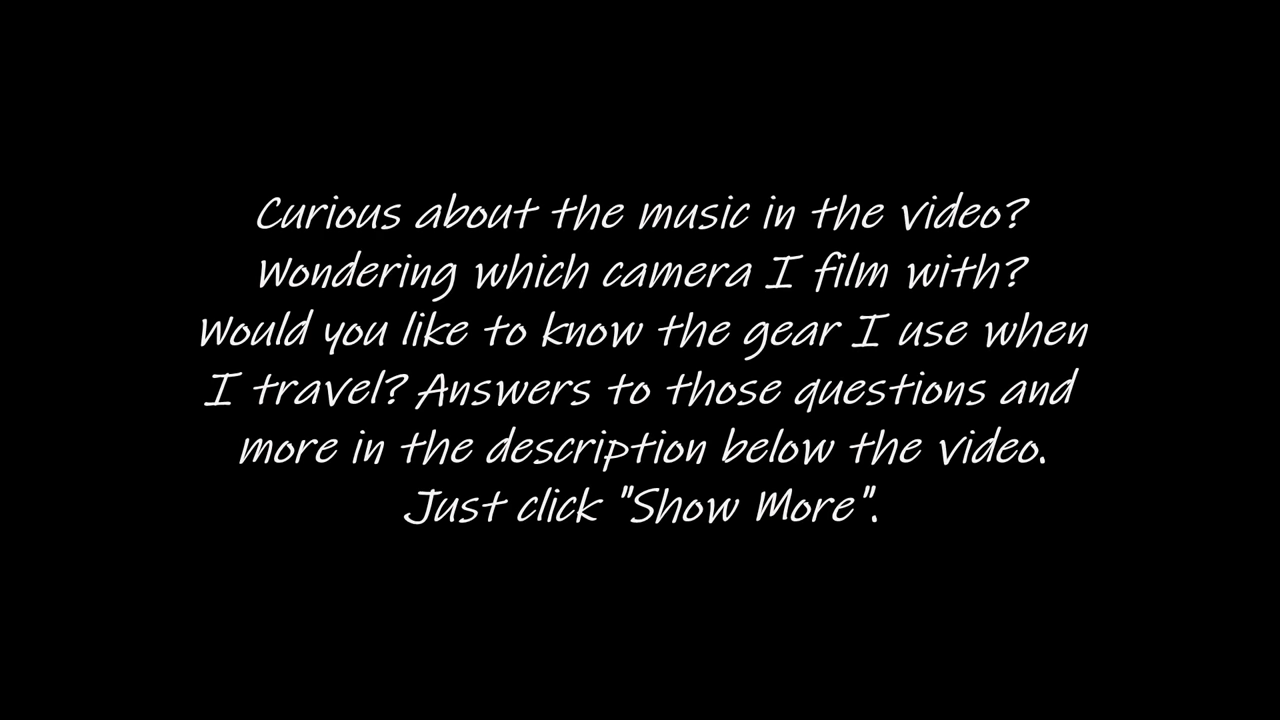 Curious about the music in the video?
Wondering which camera I film with?
Would you like to know the gear I use when
I travel? Answers to those questions and
more in the description below the video.
Just click "Show More".